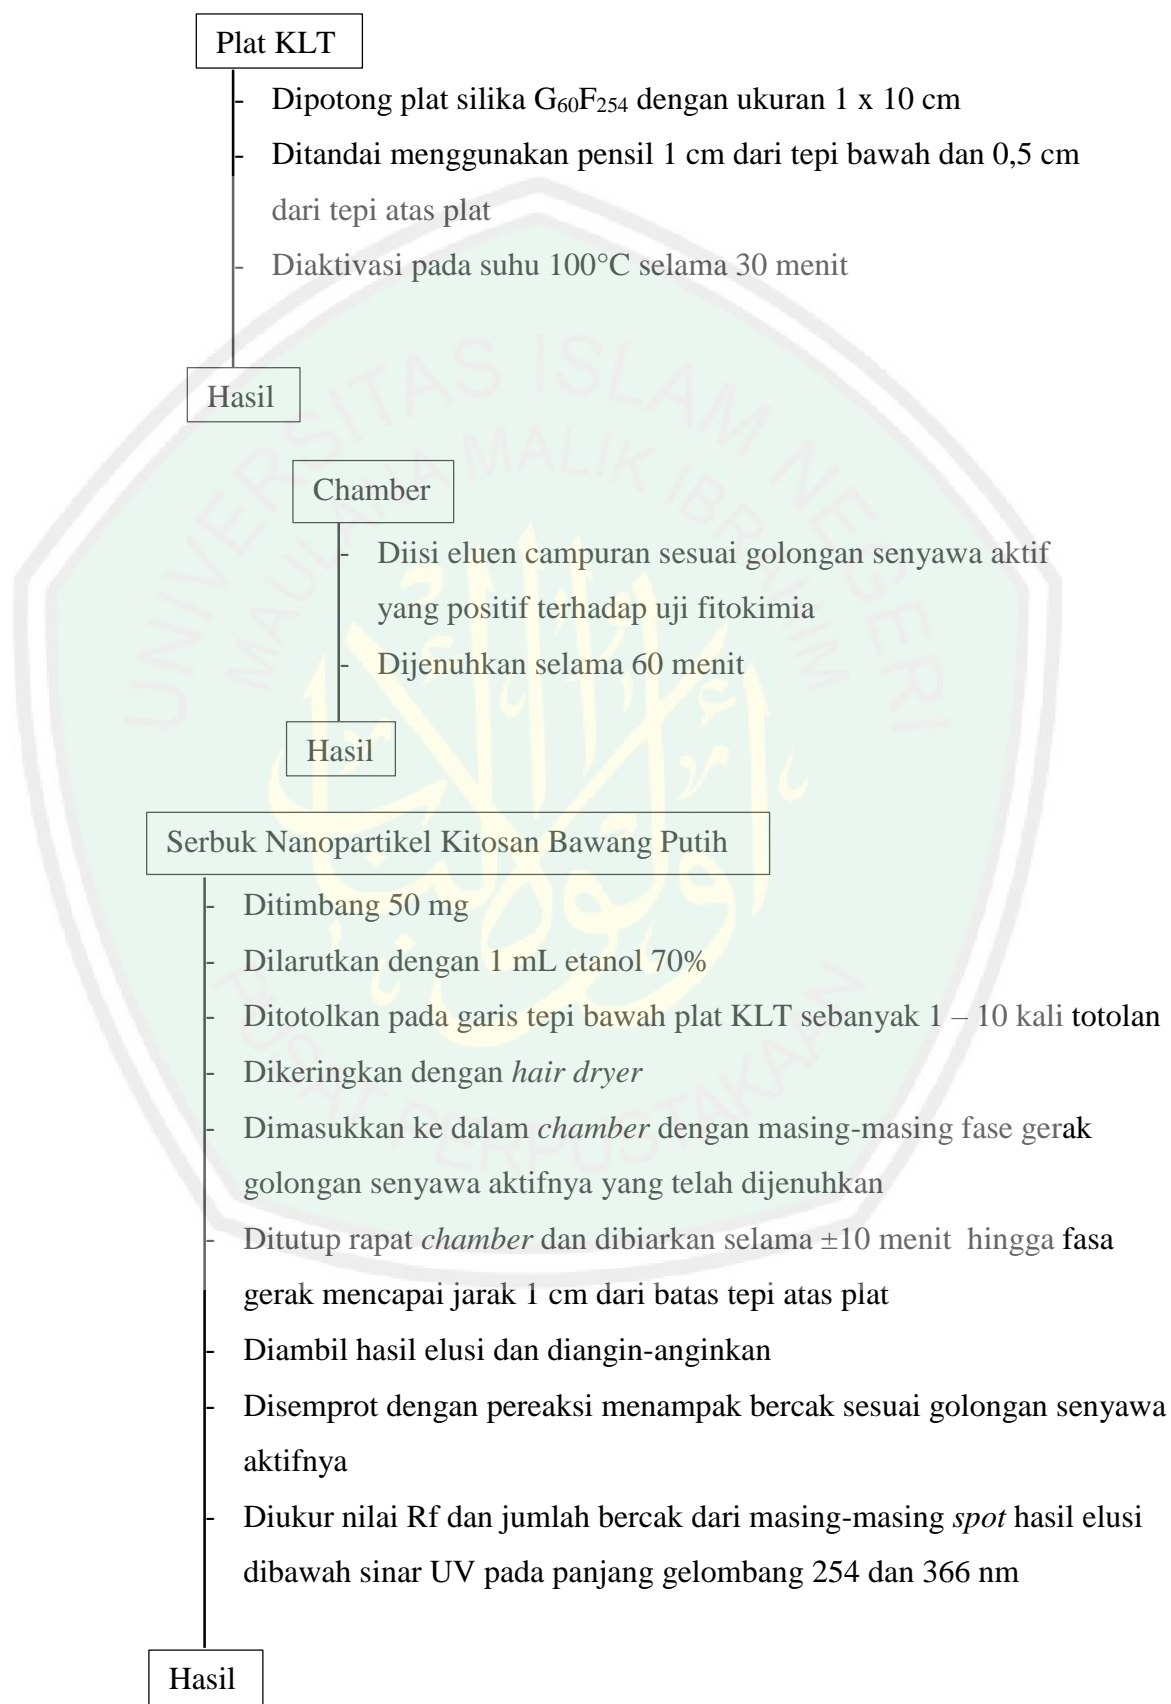 Plat KLT
- Dipotong plat silika G₆₀F₂₅₄ dengan ukuran 1 x 10 cm
- Ditandai menggunakan pensil 1 cm dari tepi bawah dan 0,5 cm
dari tepi atas plat
- Diaktivasi pada suhu 100°C selama 30 menit
Hasil
Chamber
- Diisi eluen campuran sesuai golongan senyawa aktif
yang positif terhadap uji fitokimia
- Dijenuhkan selama 60 menit
Hasil
Serbuk Nanopartikel Kitosan Bawang Putih
- Ditimbang 50 mg
- Dilarutkan dengan 1 mL etanol 70%
- Ditotolkan pada garis tepi bawah plat KLT sebanyak 1 – 10 kali totolan
- Dikeringkan dengan hair dryer
- Dimasukkan ke dalam chamber dengan masing-masing fase gerak
golongan senyawa aktifnya yang telah dijenuhkan
- Ditutup rapat chamber dan dibiarkan selama ±10 menit hingga fasa
gerak mencapai jarak 1 cm dari batas tepi atas plat
- Diambil hasil elusi dan diangin-anginkan
- Disemprot dengan pereaksi menampak bercak sesuai golongan senyawa
aktifnya
- Diukur nilai Rf dan jumlah bercak dari masing-masing spot hasil elusi
dibawah sinar UV pada panjang gelombang 254 dan 366 nm
Hasil
UNIVERSITAS ISLAM NEGERI
MAULANA MALIK IBRAHIM
PUSAT PERPUSTAKAAN